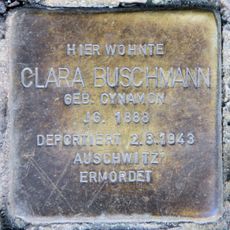 HIER WOHNTE
CLARA BUSCHMANN
GEB. CYNAMON
JG. 1888
DEPORTIERT 2.3.1943
AUSCHWITZ
ERMORDET